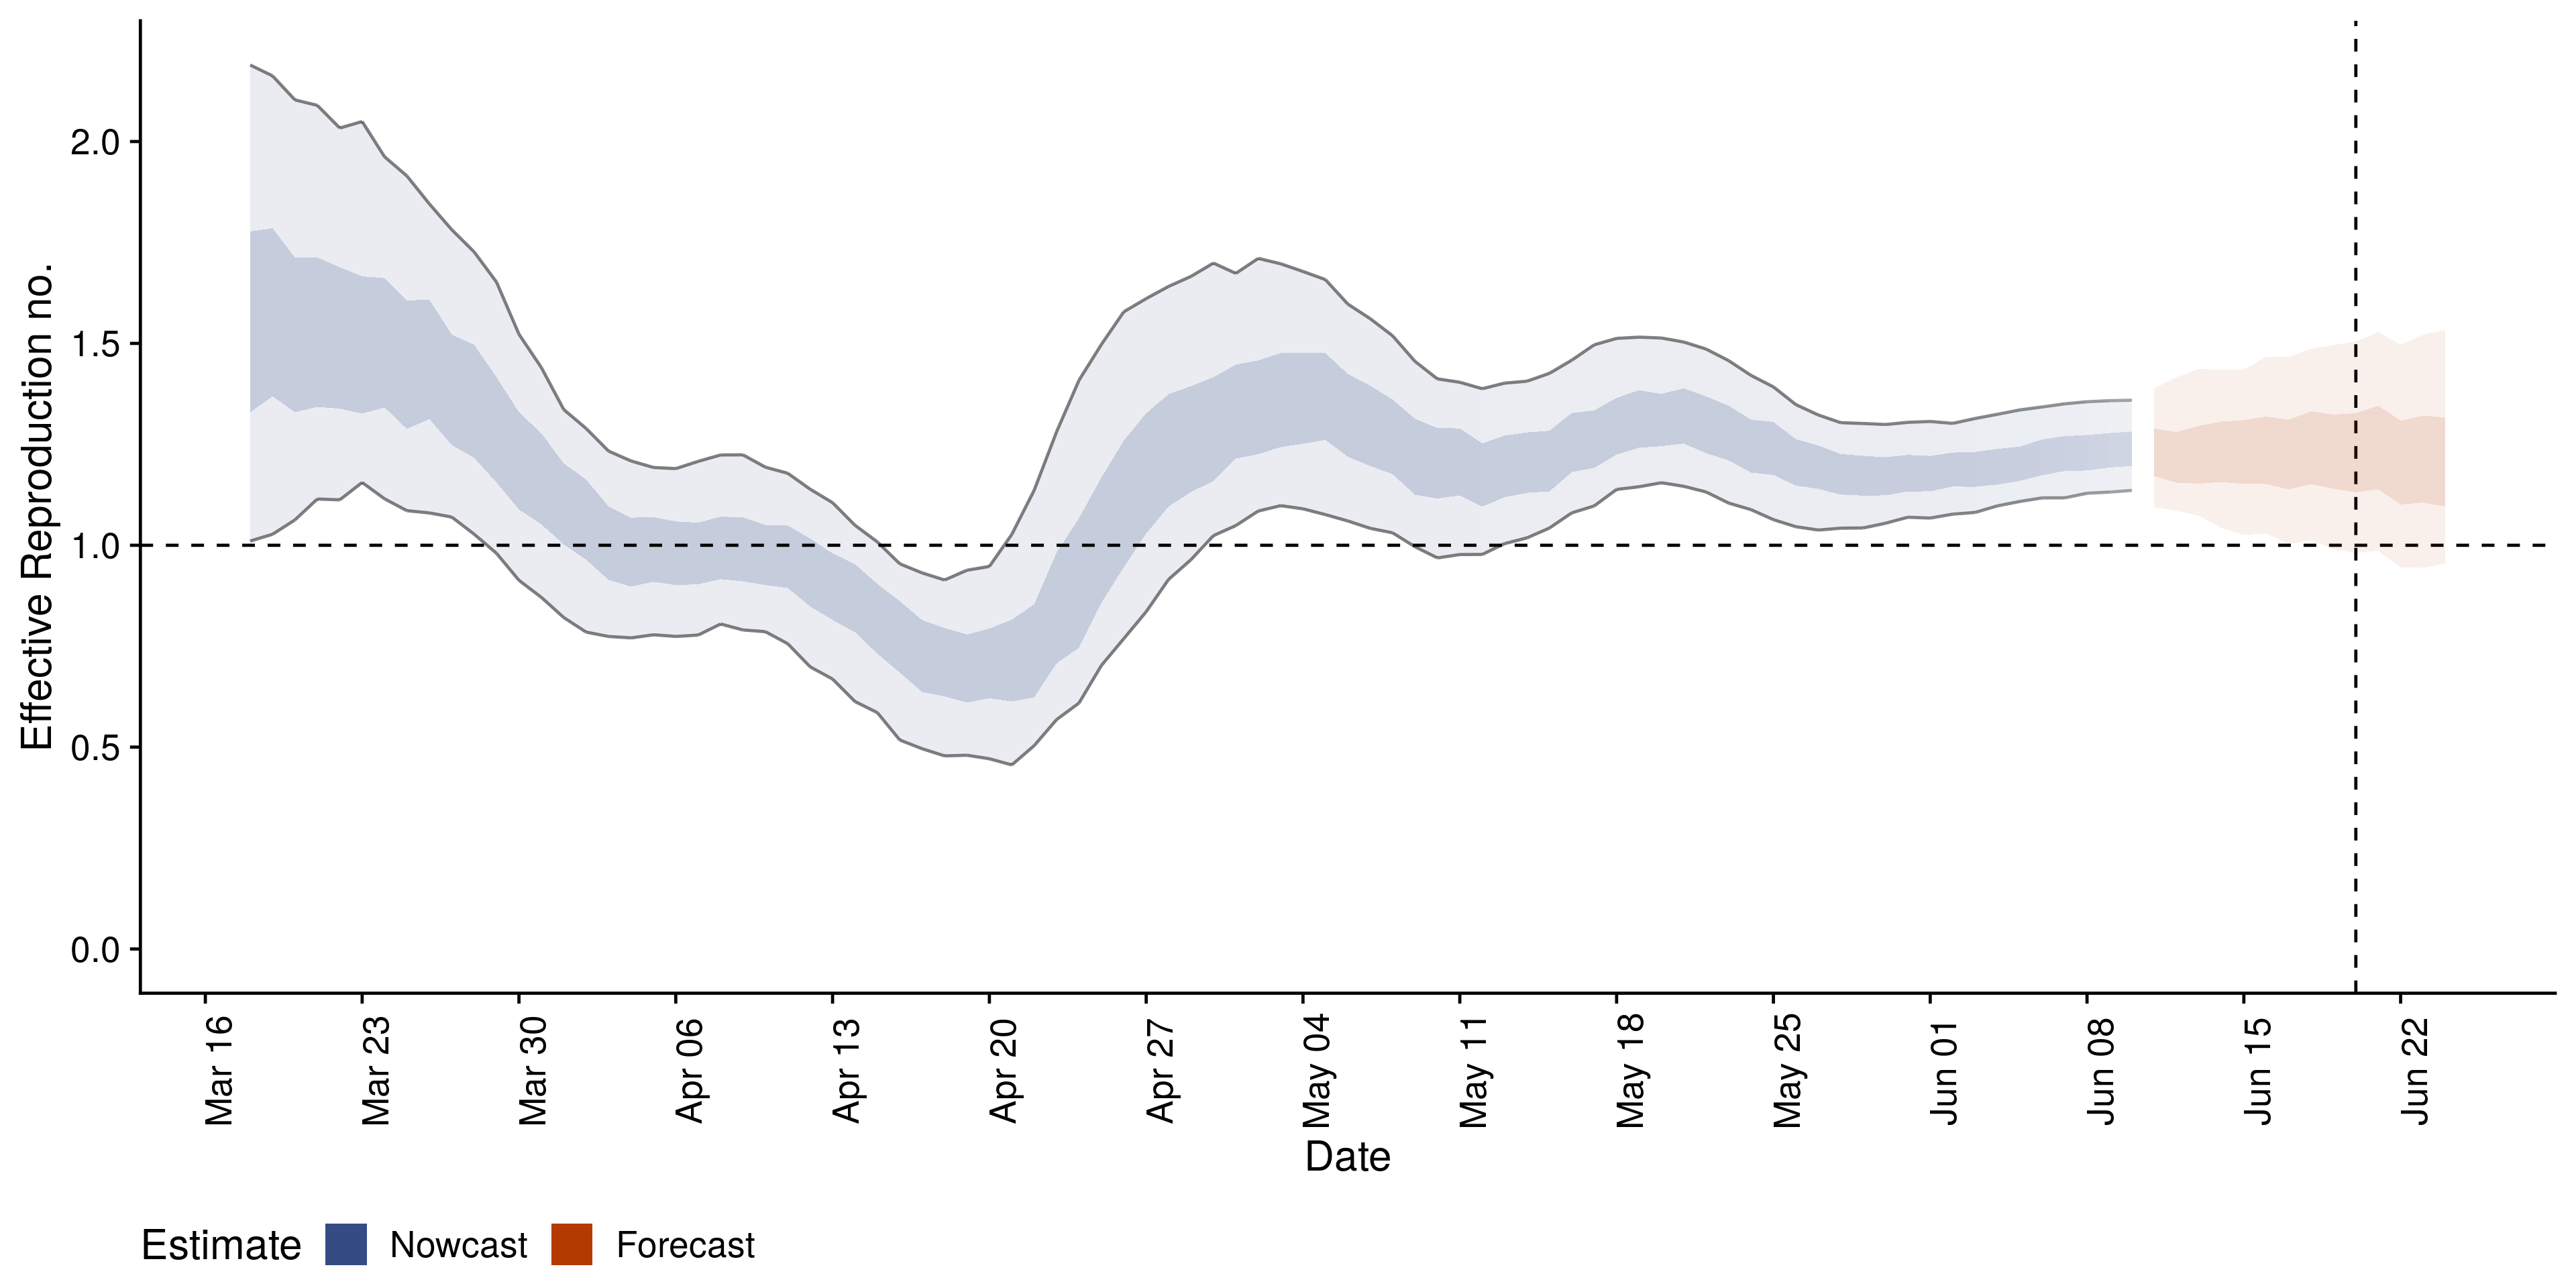 Effective Reproduction no.
2.0
1.5
1.0
0.5
0.0
Mar 16
Mar 23
Mar 30
Apr 06
Apr 13
Apr 20
Apr 27
May 04
May 11
May 18
May 25
Jun 01
Jun 08
Jun 15
Jun 22
Date
Estimate Nowcast Forecast